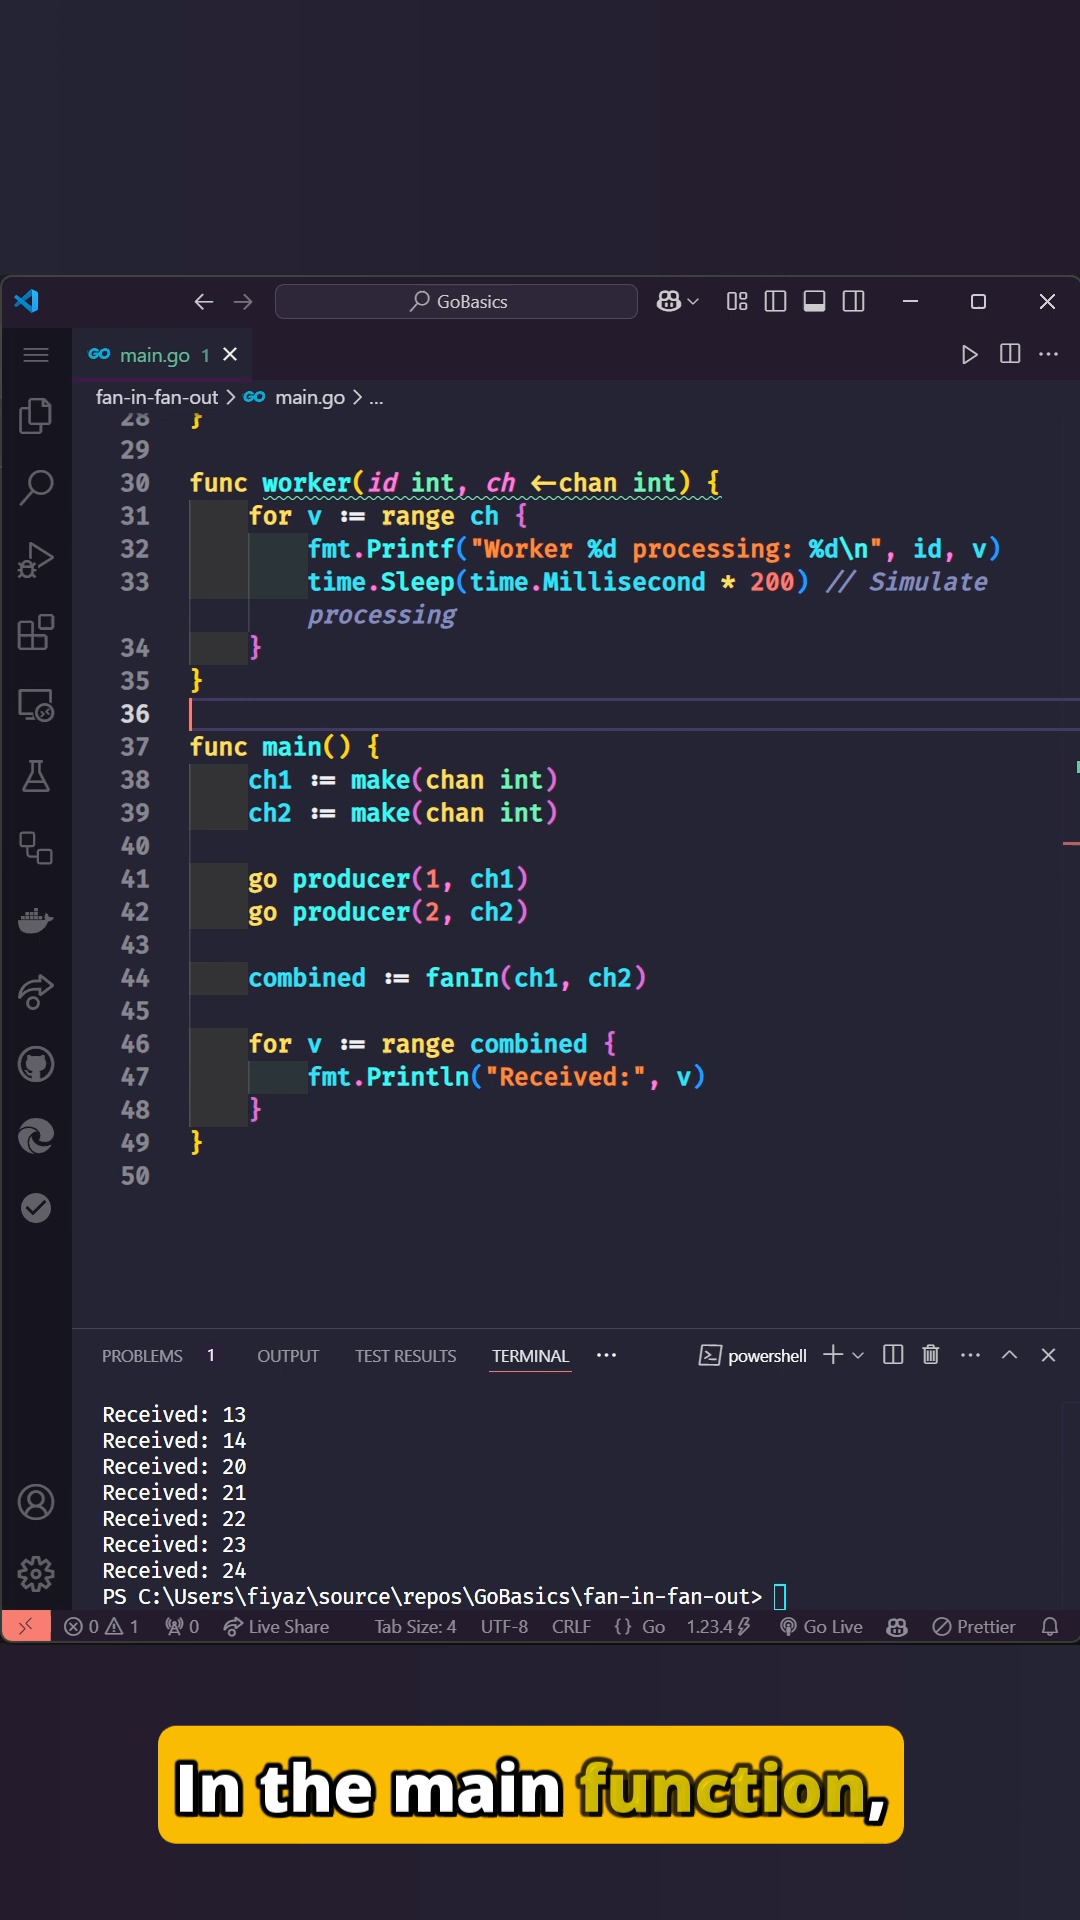 GoBasics
GO main.go 1
fan-in-fan-out > GO main.go > ...
28 }
29
30 func worker(id int, ch <-chan int) {
31 for v := range ch {
32 fmt.Printf("Worker %d processing: %d\n", id, v)
33 time.Sleep(time.Millisecond * 200) // Simulate
processing
34 }
35 }
36
37 func main() {
38 ch1 := make(chan int)
39 ch2 := make(chan int)
40
41 go producer(1, ch1)
42 go producer(2, ch2)
43
44 combined := fanIn(ch1, ch2)
45
46 for v := range combined {
47 fmt.Println("Received:", v)
48 }
49 }
50
PROBLEMS 1 OUTPUT TEST RESULTS TERMINAL ... powershell
Received: 13
Received: 14
Received: 20
Received: 21
Received: 22
Received: 23
Received: 24
PS C:\Users\fiyaz\source\repos\GoBasics\fan-in-fan-out>
0 1 0 Live Share Tab Size: 4 UTF-8 CRLF {} Go 1.23.4 Go Live Prettier
In the main function,